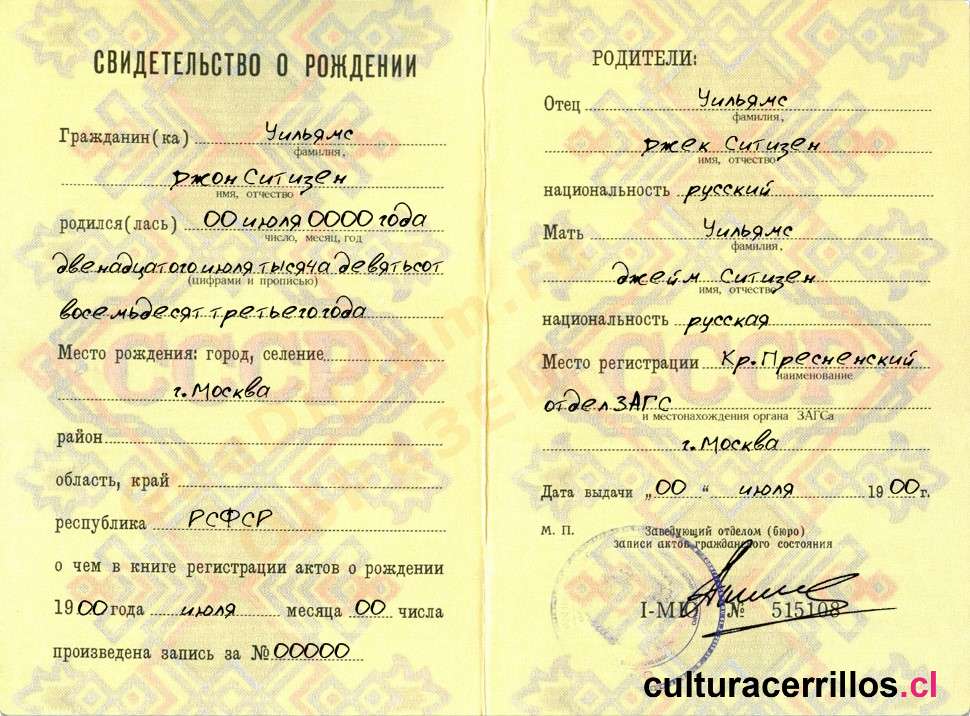 СВИДЕТЕЛЬСТВО О РОЖДЕНИИ
Гражданин(ка) Уильямс
фамилия,
джон Ситизен
имя, отчество
родился(лась) 00 июля 0000 года
число, месяц, год
двенадцатого июля тысяча девятьсот
(цифрами и прописью)
восемьдесят третьего года
Место рождения: город, селение
г. Москва
район
область, край
республика РСФСР
о чем в книге регистрации актов о рождении
1900 года июля месяца 00 числа
произведена запись за № 00000
РОДИТЕЛИ:
Отец Уильямс
фамилия,
джек Ситизен
имя, отчество
национальность русский
Мать Уильямс
фамилия,
джейм Ситизен
имя, отчество
национальность русская
Место регистрации Кр. Пресненский
наименование
отдел ЗАГС
и местонахождения органа ЗАГСа
г. Москва
Дата выдачи „00“ июля 1900г.
М. П. Заведующий отделом (бюро)
записи актов гражданского состояния
I-МЮ № 515108
culturacerrillos.cl
СССР
СССР